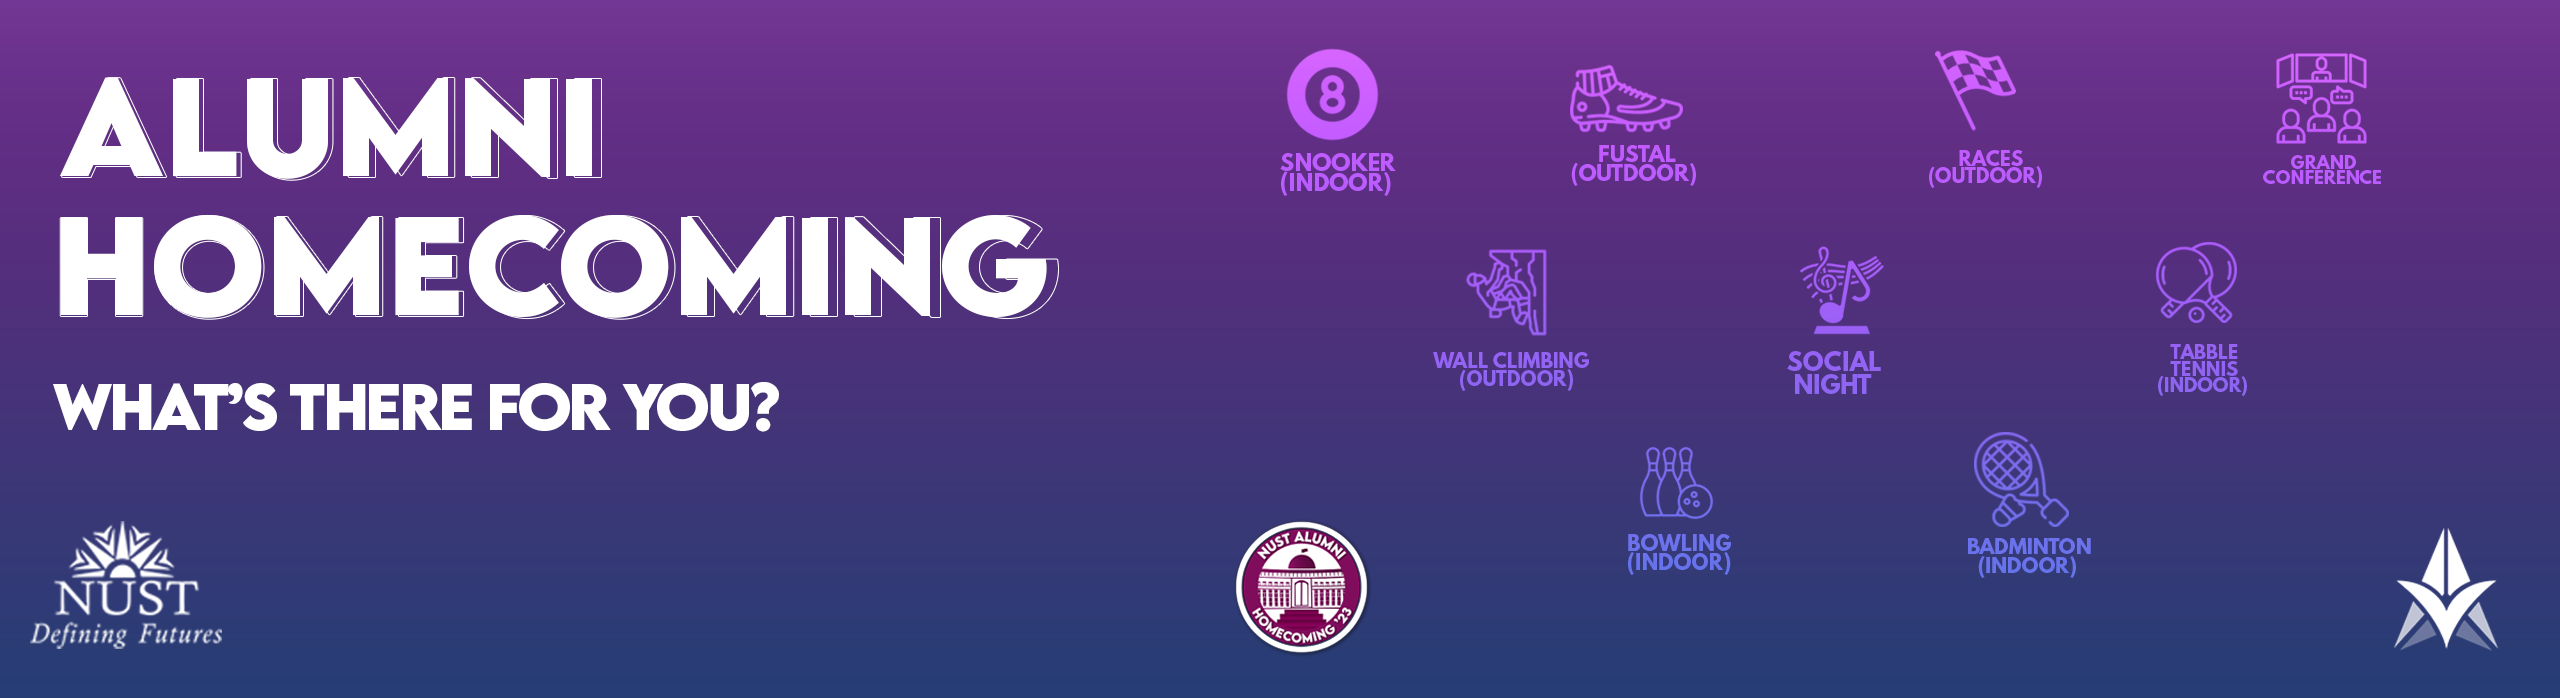 ALUMNI
HOMECOMING
WHAT'S THERE FOR YOU?
NUST
Defining Futures
NUST ALUMNI
HOMECOMING '23
8
SNOOKER
(INDOOR)
FUSTAL
(OUTDOOR)
RACES
(OUTDOOR)
GRAND
CONFERENCE
WALL CLIMBING
(OUTDOOR)
SOCIAL
NIGHT
TABBLE
TENNIS
(INDOOR)
BOWLING
(INDOOR)
BADMINTON
(INDOOR)